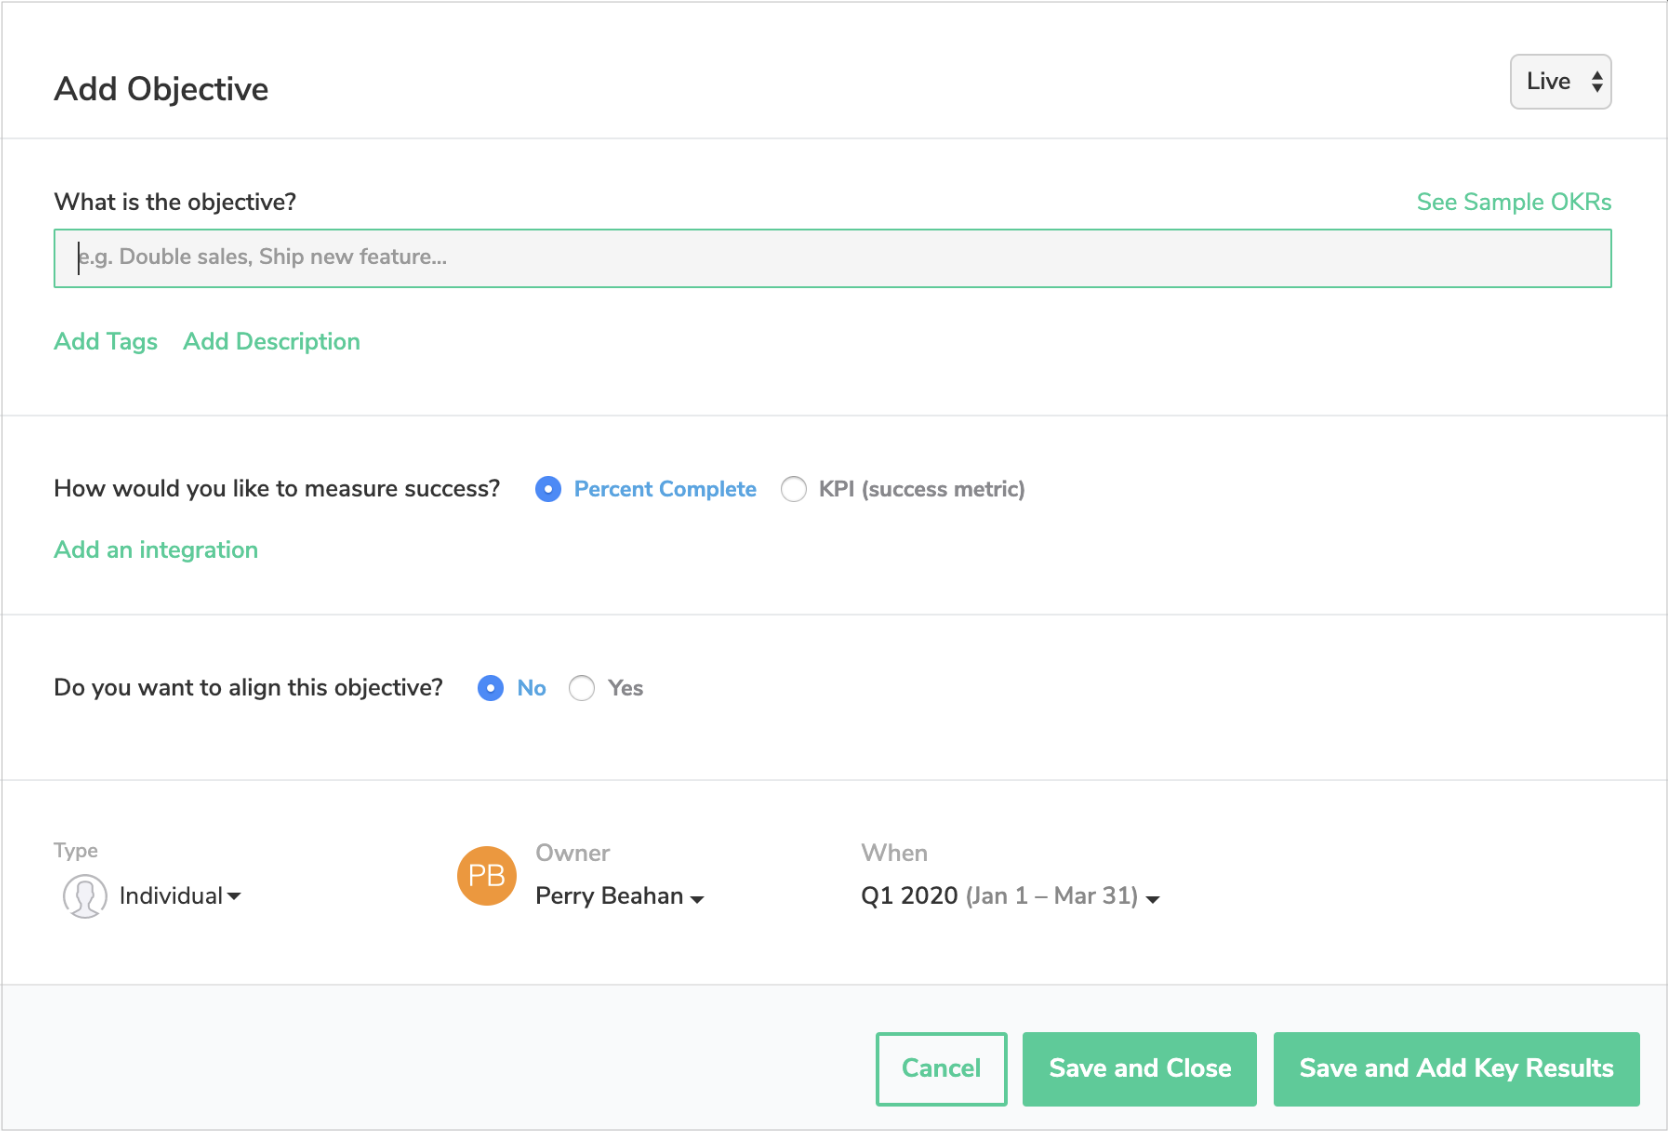 Add Objective
Live
What is the objective?
See Sample OKRs
e.g. Double sales, Ship new feature...
Add Tags Add Description
How would you like to measure success? Percent Complete KPI (success metric)
Add an integration
Do you want to align this objective? No Yes
Type
Individual
PB
Owner
Perry Beahan
When
Q1 2020 (Jan 1 – Mar 31)
Cancel Save and Close Save and Add Key Results